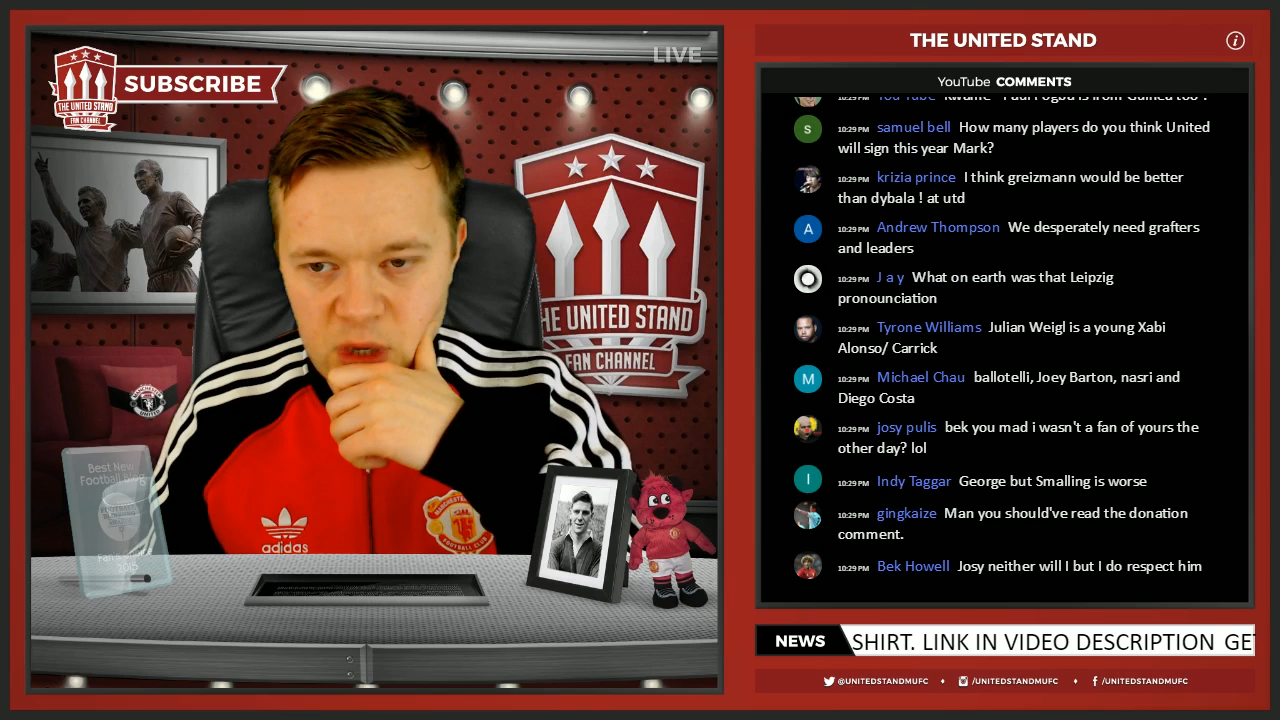 LIVE
SUBSCRIBE
THE UNITED STAND
FAN CHANNEL
THE UNITED STAND
FAN CHANNEL
Best New
Football Blog
2015
adidas
THE UNITED STAND
YouTube COMMENTS
10:29 PM samuel bell How many players do you think United
will sign this year Mark?
10:29 PM krizia prince I think greizmann would be better
than dybala ! at utd
10:29 PM Andrew Thompson We desperately need grafters
and leaders
10:29 PM J a y What on earth was that Leipzig
pronounciation
10:29 PM Tyrone Williams Julian Weigl is a young Xabi
Alonso/ Carrick
10:29 PM Michael Chau ballotelli, Joey Barton, nasri and
Diego Costa
10:29 PM josy pulis bek you mad i wasn't a fan of yours the
other day? lol
10:29 PM Indy Taggar George but Smalling is worse
10:29 PM gingkaize Man you should've read the donation
comment.
10:29 PM Bek Howell Josy neither will I but I do respect him
NEWS SHIRT. LINK IN VIDEO DESCRIPTION GET
@UNITEDSTANDMUFC • /UNITEDSTANDMUFC • /UNITEDSTANDMUFC